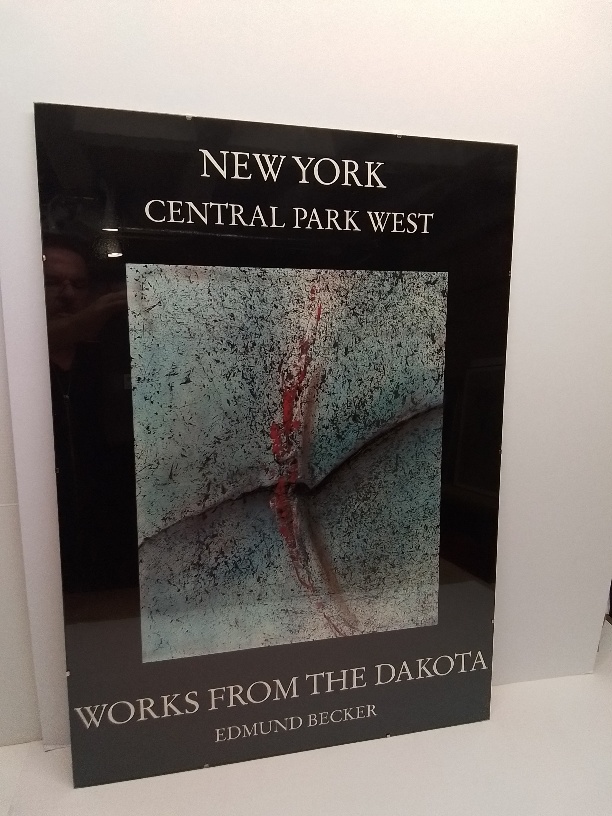 NEW YORK
CENTRAL PARK WEST
WORKS FROM THE DAKOTA
EDMUND BECKER